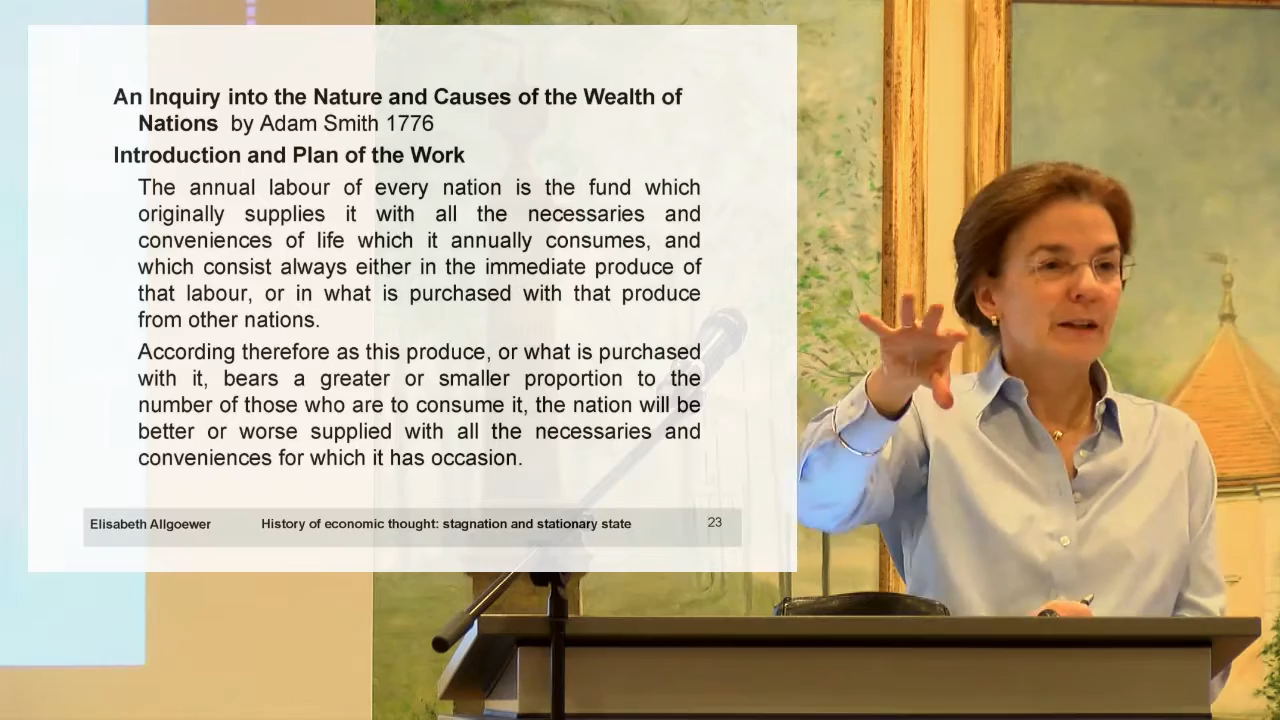 An Inquiry into the Nature and Causes of the Wealth of
Nations by Adam Smith 1776
Introduction and Plan of the Work
The annual labour of every nation is the fund which
originally supplies it with all the necessaries and
conveniences of life which it annually consumes, and
which consist always either in the immediate produce of
that labour, or in what is purchased with that produce
from other nations.
According therefore as this produce, or what is purchased
with it, bears a greater or smaller proportion to the
number of those who are to consume it, the nation will be
better or worse supplied with all the necessaries and
conveniences for which it has occasion.
Elisabeth Allgoewer History of economic thought: stagnation and stationary state 23